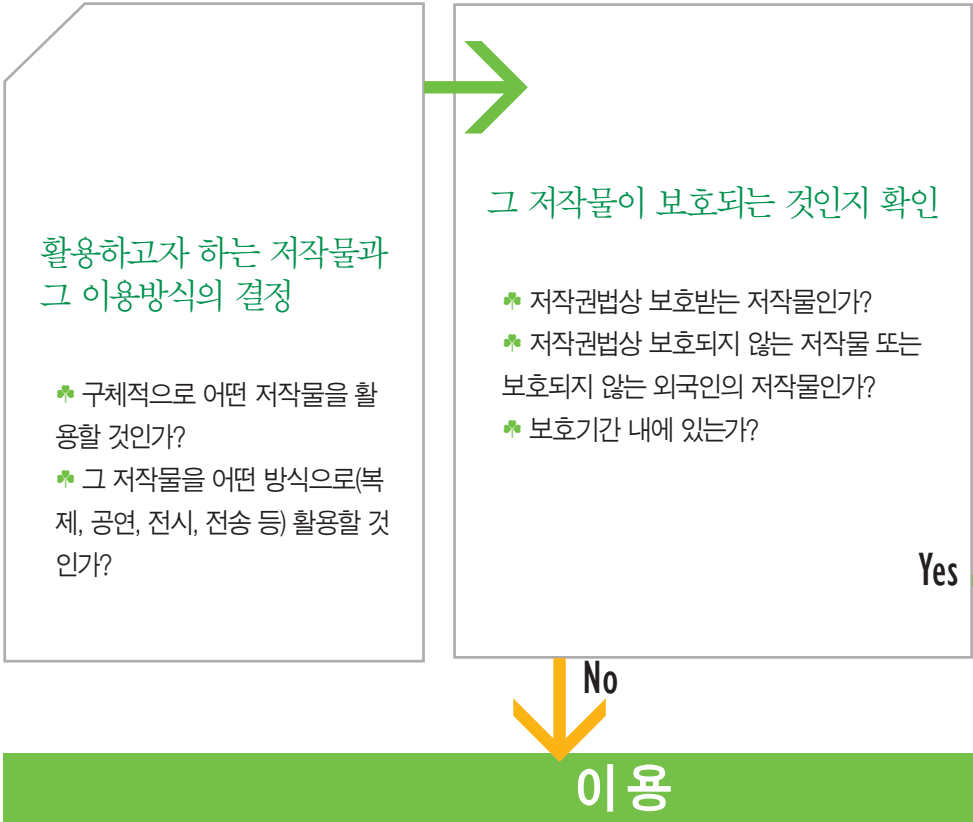 활용하고자 하는 저작물과
그 이용방식의 결정
구체적으로 어떤 저작물을 활
용할 것인가?
그 저작물을 어떤 방식으로(복
제, 공연, 전시, 전송 등) 활용할 것
인가?
그 저작물이 보호되는 것인지 확인
저작권법상 보호받는 저작물인가?
저작권법상 보호되지 않는 저작물 또는
보호되지 않는 외국인의 저작물인가?
보호기간 내에 있는가?
Yes
No
이용